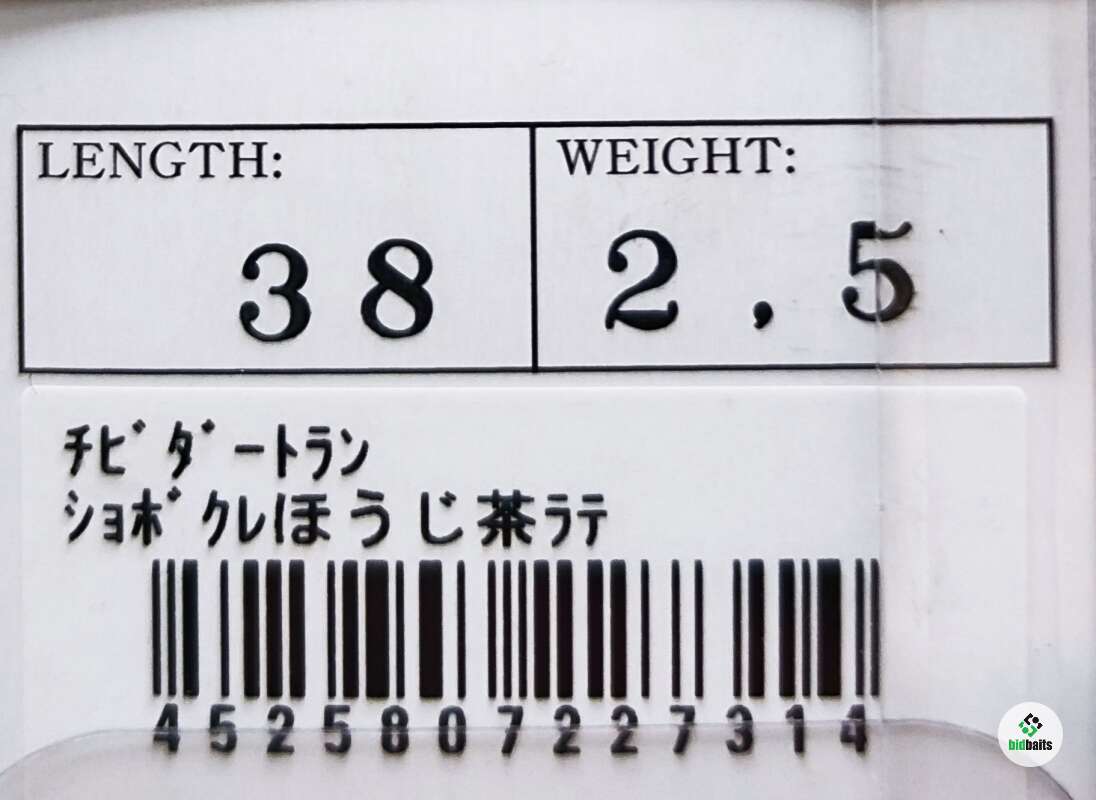 LENGTH:
38
WEIGHT:
2,5
ﾁﾋﾞﾀﾞｰﾄﾗﾝ
ｼｮﾎﾞｸﾚほうじ茶ﾗﾃ
4525807227314
bidbaits